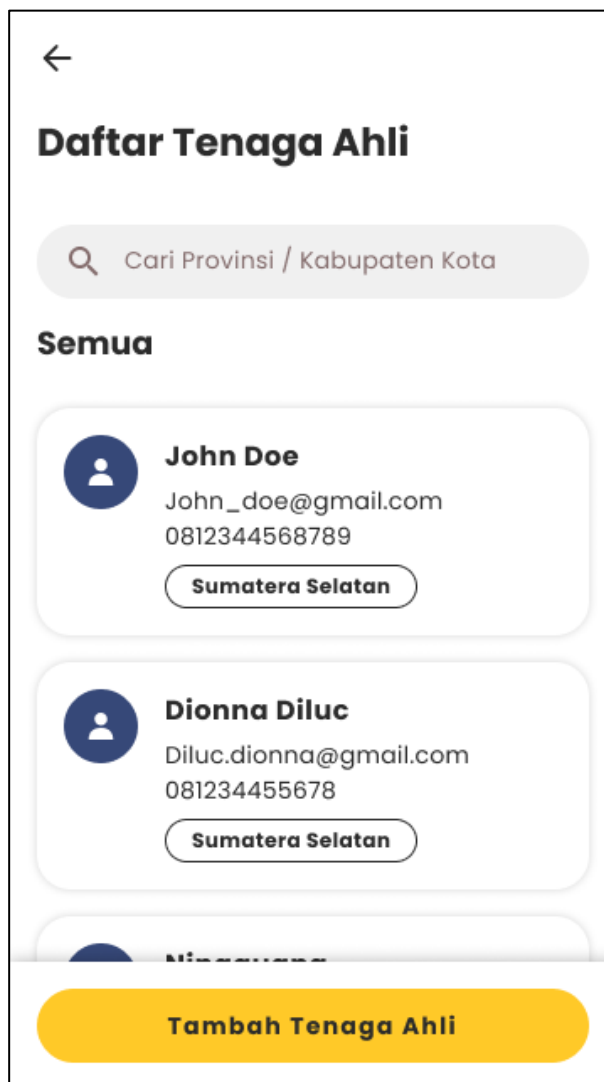 Daftar Tenaga Ahli
Cari Provinsi / Kabupaten Kota
Semua
John Doe
John_doe@gmail.com
0812344568789
Sumatera Selatan
Dionna Diluc
Diluc.dionna@gmail.com
081234455678
Sumatera Selatan
Tambah Tenaga Ahli